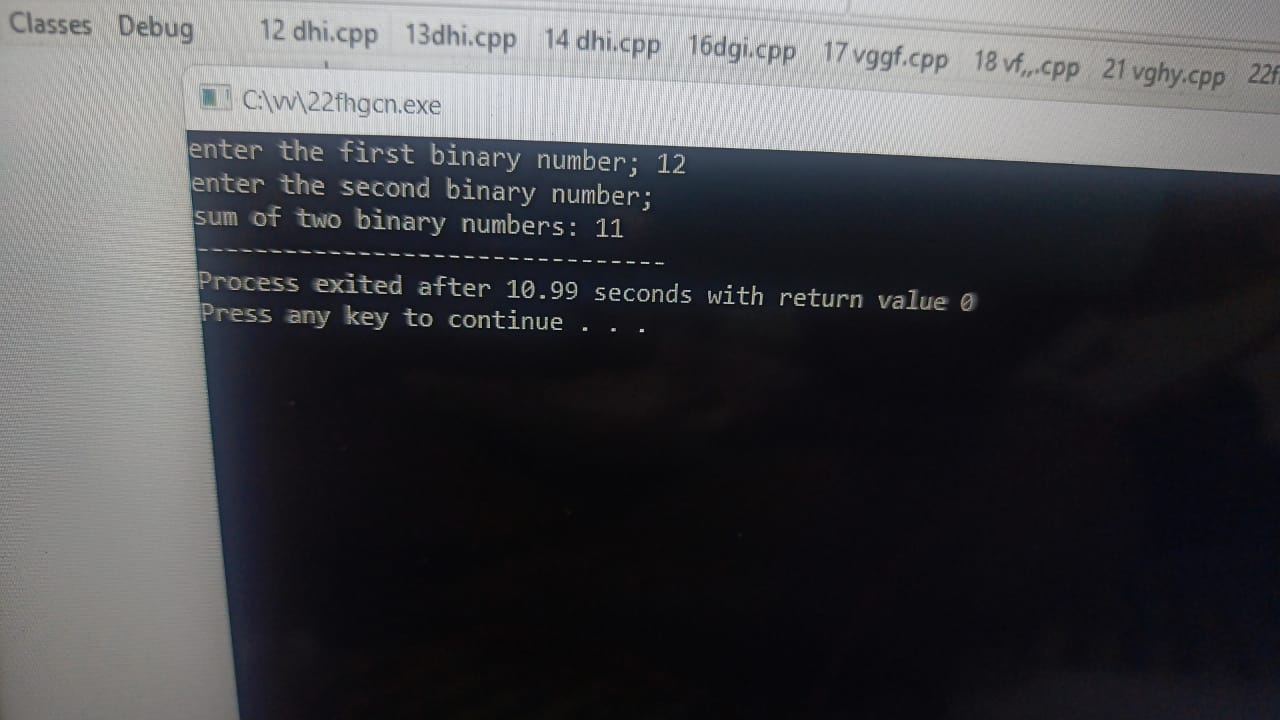 Classes Debug 12 dhi.cpp 13dhi.cpp 14 dhi.cpp 16dgi.cpp 17 vggf.cpp 18 vf,,.cpp 21 vghy.cpp
C:\vv\22fhgcn.exe
enter the first binary number; 12
enter the second binary number;
sum of two binary numbers: 11
--------------------------------
Process exited after 10.99 seconds with return value 0
Press any key to continue . . .